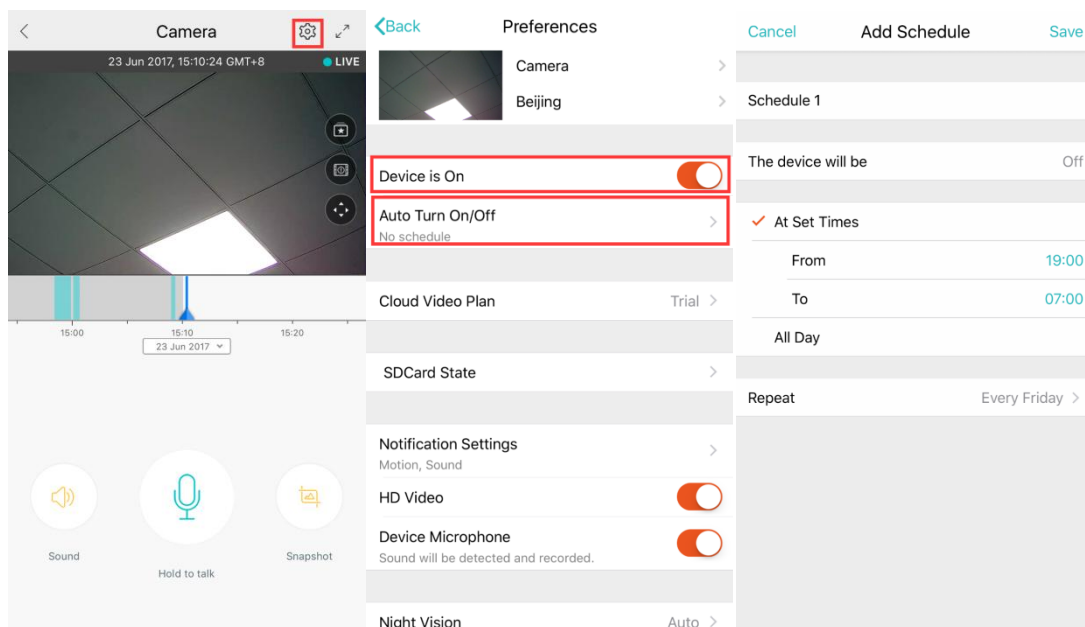 Camera
23 Jun 2017, 15:10:24 GMT+8
LIVE
15:00
15:10
15:20
23 Jun 2017
Sound
Hold to talk
Snapshot
Back
Preferences
Camera
Beijing
Device is On
Auto Turn On/Off
No schedule
Cloud Video Plan Trial
SDCard State
Notification Settings
Motion, Sound
HD Video
Device Microphone
Sound will be detected and recorded.
Night Vision Auto
Cancel Add Schedule Save
Schedule 1
The device will be Off
At Set Times
From 19:00
To 07:00
All Day
Repeat Every Friday